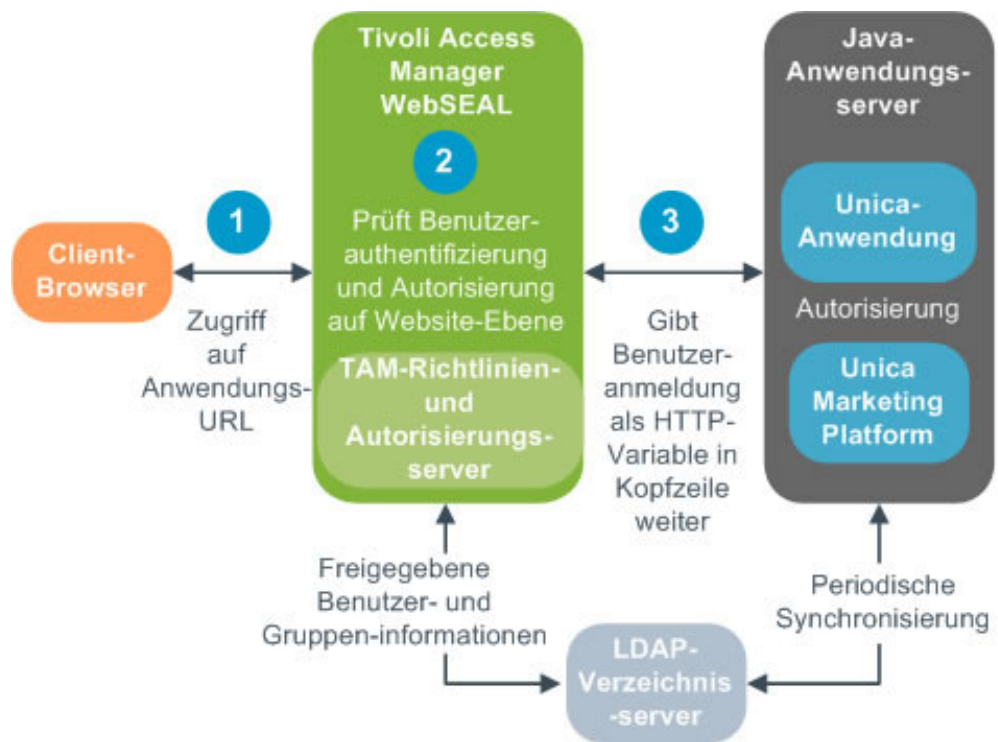 Client-
Browser
1
Zugriff
auf
Anwendungs-
URL
Tivoli Access
Manager
WebSEAL
2
Prüft Benutzer-
authentifizierung
und Autorisierung
auf Website-Ebene
TAM-Richtlinien-
und
Autorisierungs-
server
3
Gibt
Benutzer-
anmeldung
als HTTP-
Variable in
Kopfzeile
weiter
Java-
Anwendungs-
server
Unica-
Anwendung
Autorisierung
Unica
Marketing
Platform
Freigegebene
Benutzer- und
Gruppen-informationen
LDAP-
Verzeichnis
-server
Periodische
Synchronisierung